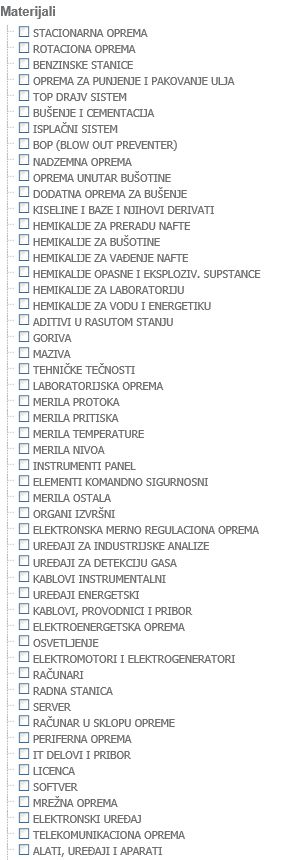 Materijali
STACIONARNA OPREMA
ROTACIONA OPREMA
BENZINSKE STANICE
OPREMA ZA PUNJENJE I PAKOVANJE ULJA
TOP DRAJV SISTEM
BUŠENJE I CEMENTACIJA
ISPLAČNI SISTEM
BOP (BLOW OUT PREVENTER)
NADZEMNA OPREMA
OPREMA UNUTAR BUŠOTINE
DODATNA OPREMA ZA BUŠENJE
KISELINE I BAZE I NJIHOVI DERIVATI
HEMIKALIJE ZA PRERADU NAFTE
HEMIKALIJE ZA BUŠOTINE
HEMIKALIJE ZA VAĐENJE NAFTE
HEMIKALIJE OPASNE I EKSPLOZIV. SUPSTANCE
HEMIKALIJE ZA LABORATORIJU
HEMIKALIJE ZA VODU I ENERGETIKU
ADITIVI U RASUTOM STANJU
GORIVA
MAZIVA
TEHNIČKE TEČNOSTI
LABORATORIJSKA OPREMA
MERILA PROTOKA
MERILA PRITISKA
MERILA TEMPERATURE
MERILA NIVOA
INSTRUMENTI PANEL
ELEMENTI KOMANDNO SIGURNOSNI
MERILA OSTALA
ORGANI IZVRŠNI
ELEKTRONSKA MERNO REGULACIONA OPREMA
UREĐAJI ZA INDUSTRIJSKE ANALIZE
UREĐAJI ZA DETEKCIJU GASA
KABLOVI INSTRUMENTALNI
UREĐAJI ENERGETSKI
KABLOVI, PROVODNICI I PRIBOR
ELEKTROENERGETSKA OPREMA
OSVETLJENJE
ELEKTROMOTORI I ELEKTROGENERATORI
RAČUNARI
RADNA STANICA
SERVER
RAČUNAR U SKLOPU OPREME
PERIFERNA OPREMA
IT DELOVI I PRIBOR
LICENCA
SOFTVER
MREŽNA OPREMA
ELEKTRONSKI UREĐAJ
TELEKOMUNIKACIONA OPREMA
ALATI, UREĐAJI I APARATI